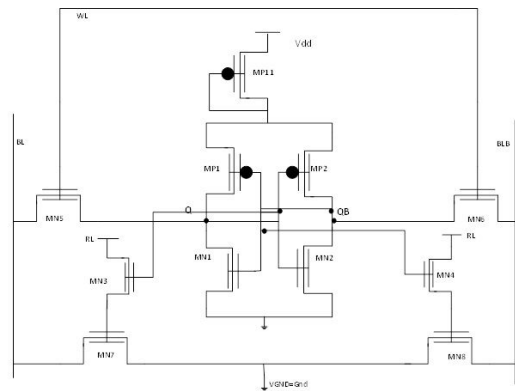 WL
Vdd
MP11
BL
BLB
MP1
MP2
MN5
Q
QB
MN6
RL
RL
MN3
MN1
MN2
MN4
MN7
MN8
VGND=Gnd